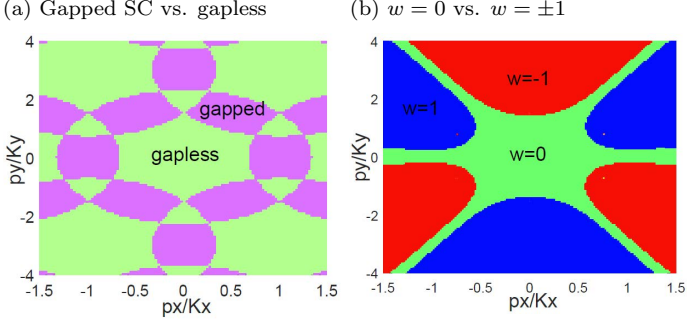 (a) Gapped SC vs. gapless
(b) w = 0 vs. w = ±1
4
2
0
-2
-4
py/Ky
gapped
gapless
-1.5 -1 -0.5 0 0.5 1 1.5
px/Kx
4
2
0
-2
-4
py/Ky
w=-1
w=1
w=0
-1.5 -1 -0.5 0 0.5 1 1.5
px/Kx